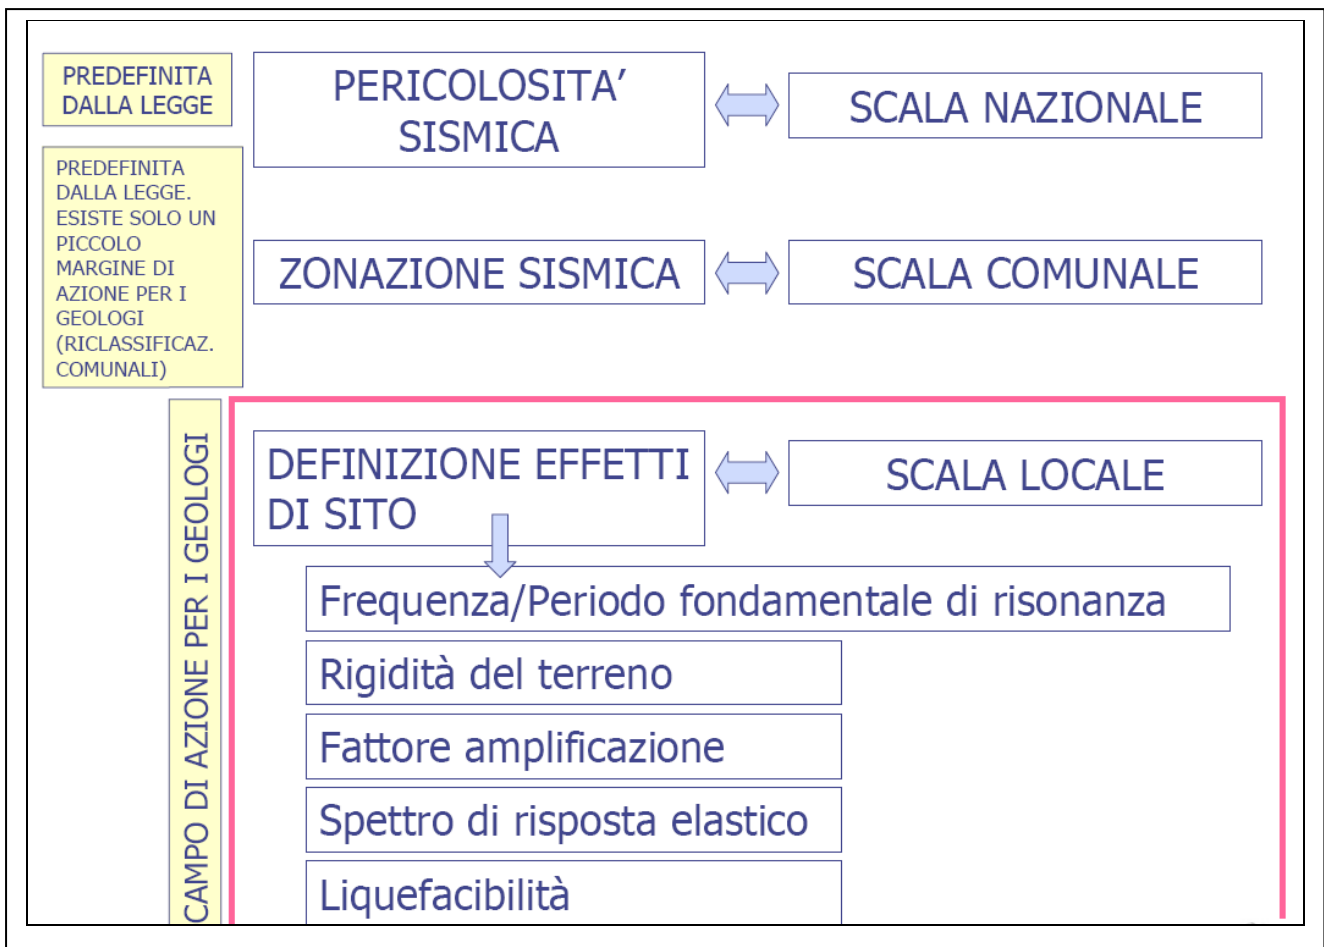 PREDEFINITA
DALLA LEGGE
PERICOLOSITA’
SISMICA
SCALA NAZIONALE
PREDEFINITA
DALLA LEGGE.
ESISTE SOLO UN
PICCOLO
MARGINE DI
AZIONE PER I
GEOLOGI
(RICLASSIFICAZ.
COMUNALI)
ZONAZIONE SISMICA
SCALA COMUNALE
CAMPO DI AZIONE PER I GEOLOGI
DEFINIZIONE EFFETTI
DI SITO
SCALA LOCALE
Frequenza/Periodo fondamentale di risonanza
Rigidità del terreno
Fattore amplificazione
Spettro di risposta elastico
Liquefacibilità